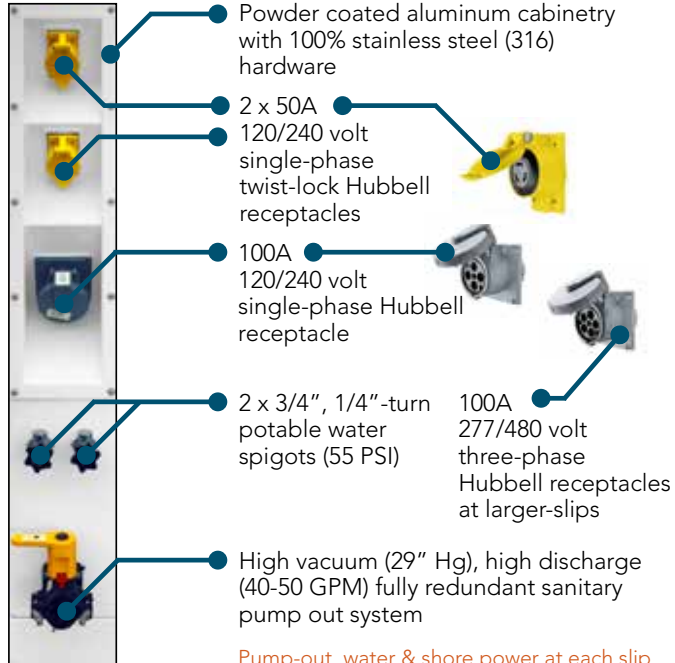 Powder coated aluminum cabinetry
with 100% stainless steel (316)
hardware
2 x 50A
120/240 volt
single-phase
twist-lock Hubbell
receptacles
100A
120/240 volt
single-phase Hubbell
receptacle
2 x 3/4”, 1/4”-turn
potable water
spigots (55 PSI)
100A
277/480 volt
three-phase
Hubbell receptacles
at larger-slips
High vacuum (29” Hg), high discharge
(40-50 GPM) fully redundant sanitary
pump out system
Pump-out, water & shore power at each slip